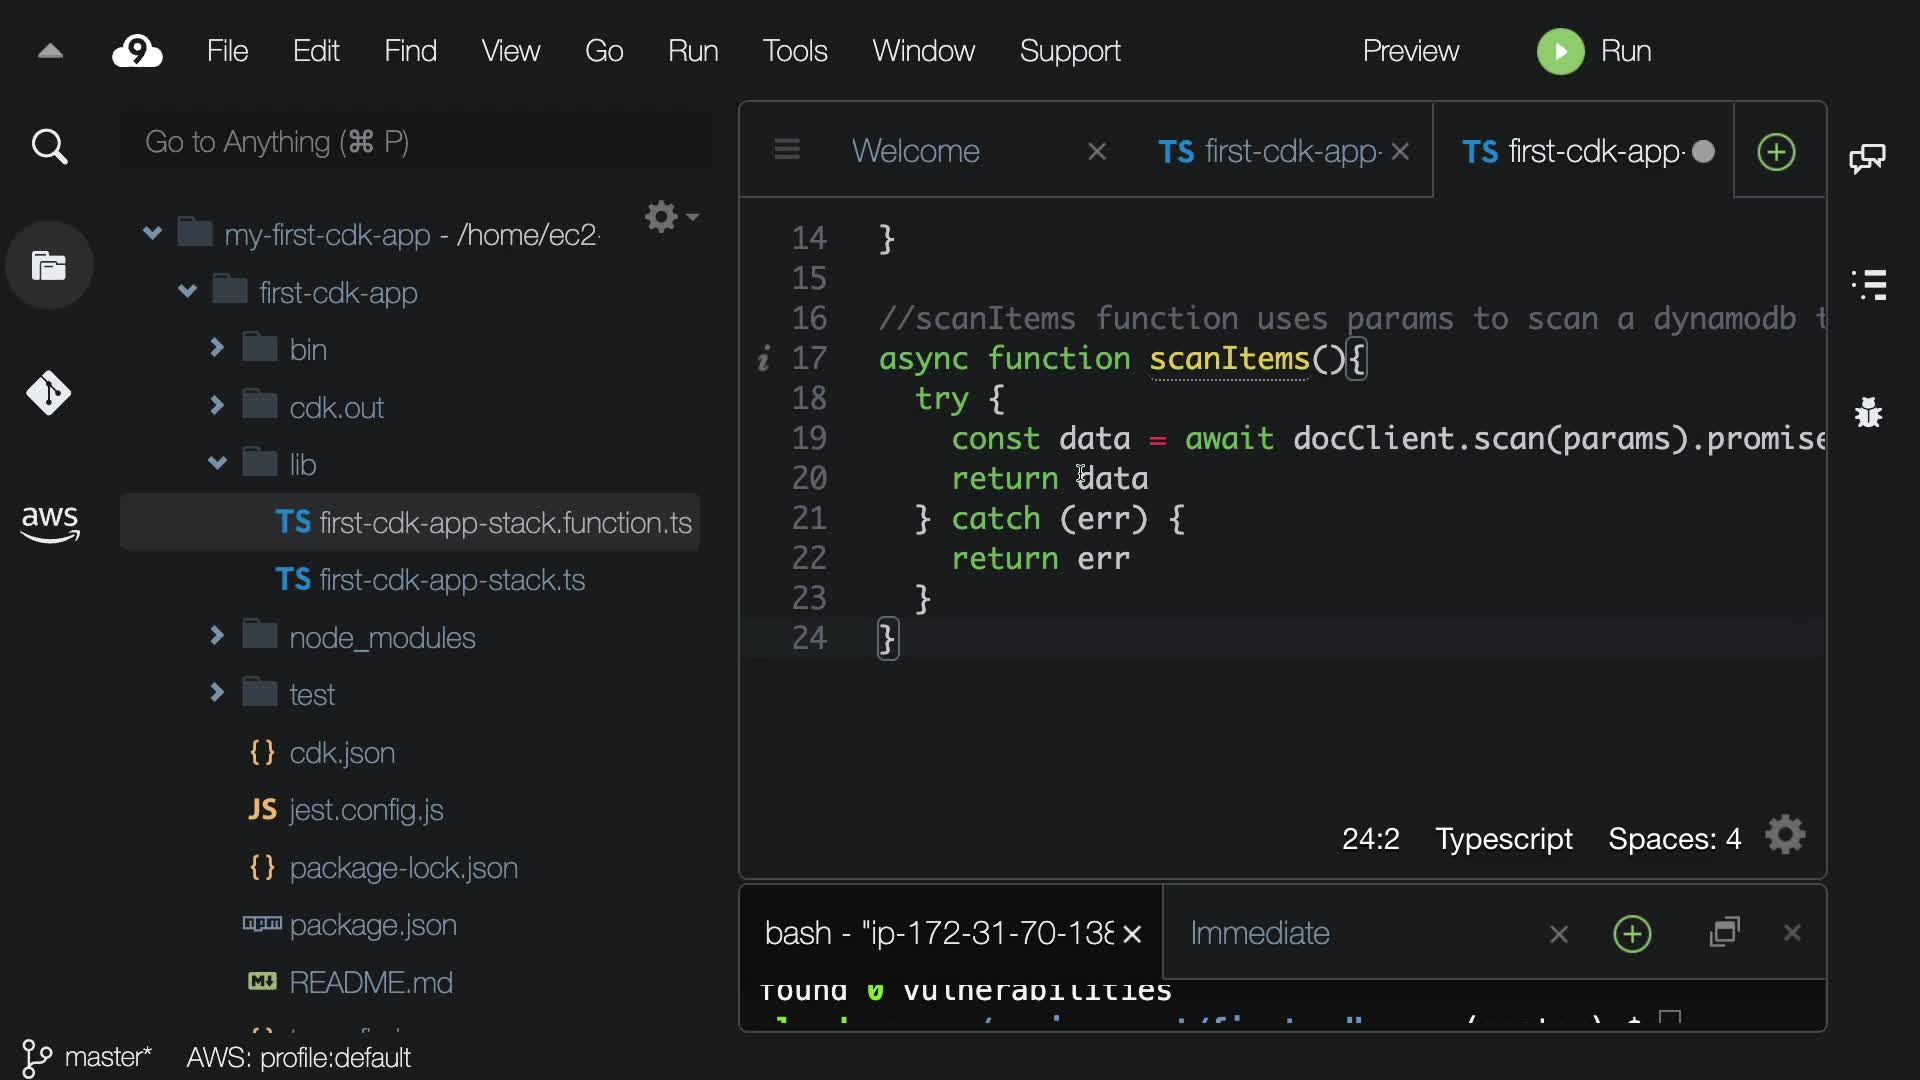 9 File Edit Find View Go Run Tools Window Support Preview Run
Go to Anything (⌘ P)
my-first-cdk-app - /home/ec2-
first-cdk-app
bin
cdk.out
lib
TS first-cdk-app-stack.function.ts
TS first-cdk-app-stack.ts
node_modules
test
{} cdk.json
JS jest.config.js
{} package-lock.json
package.json
M README.md
aws
Welcome × TS first-cdk-app- × TS first-cdk-app-
14 }
15
16 //scanItems function uses params to scan a dynamodb t
i 17 async function scanItems(){
18 try {
19 const data = await docClient.scan(params).promise
20 return data
21 } catch (err) {
22 return err
23 }
24 }
24:2 Typescript Spaces: 4
bash - "ip-172-31-70-138 × Immediate ×
found 0 vulnerabilities
master* AWS: profile:default